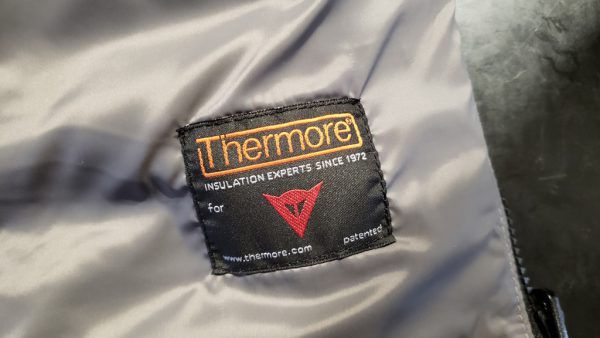 Thermore®
INSULATION EXPERTS SINCE 1972
for
www.thermore.com patented